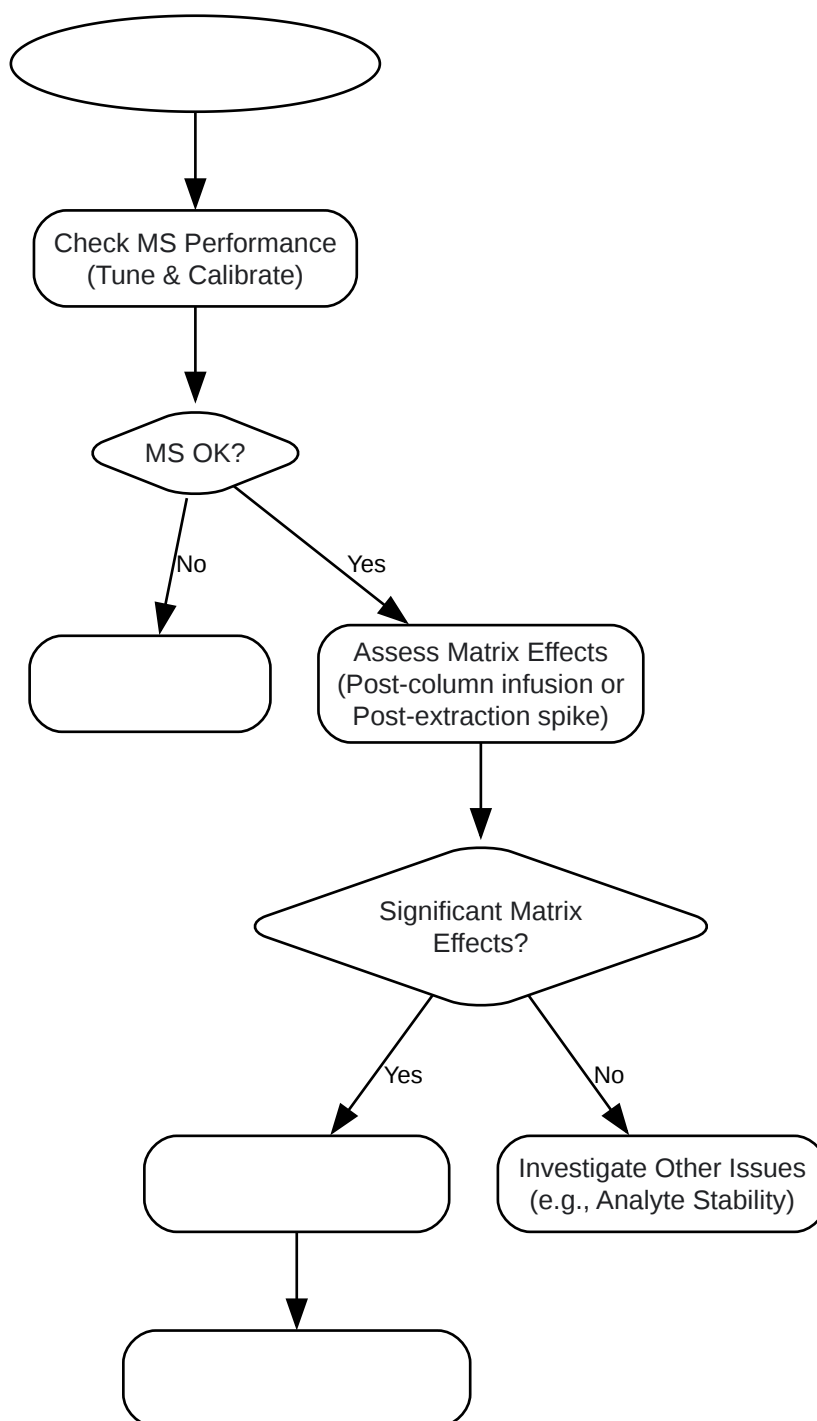 Check MS Performance
(Tune & Calibrate)
MS OK?
No
Yes
Assess Matrix Effects
(Post-column infusion or
Post-extraction spike)
Significant Matrix
Effects?
Yes
No
Investigate Other Issues
(e.g., Analyte Stability)